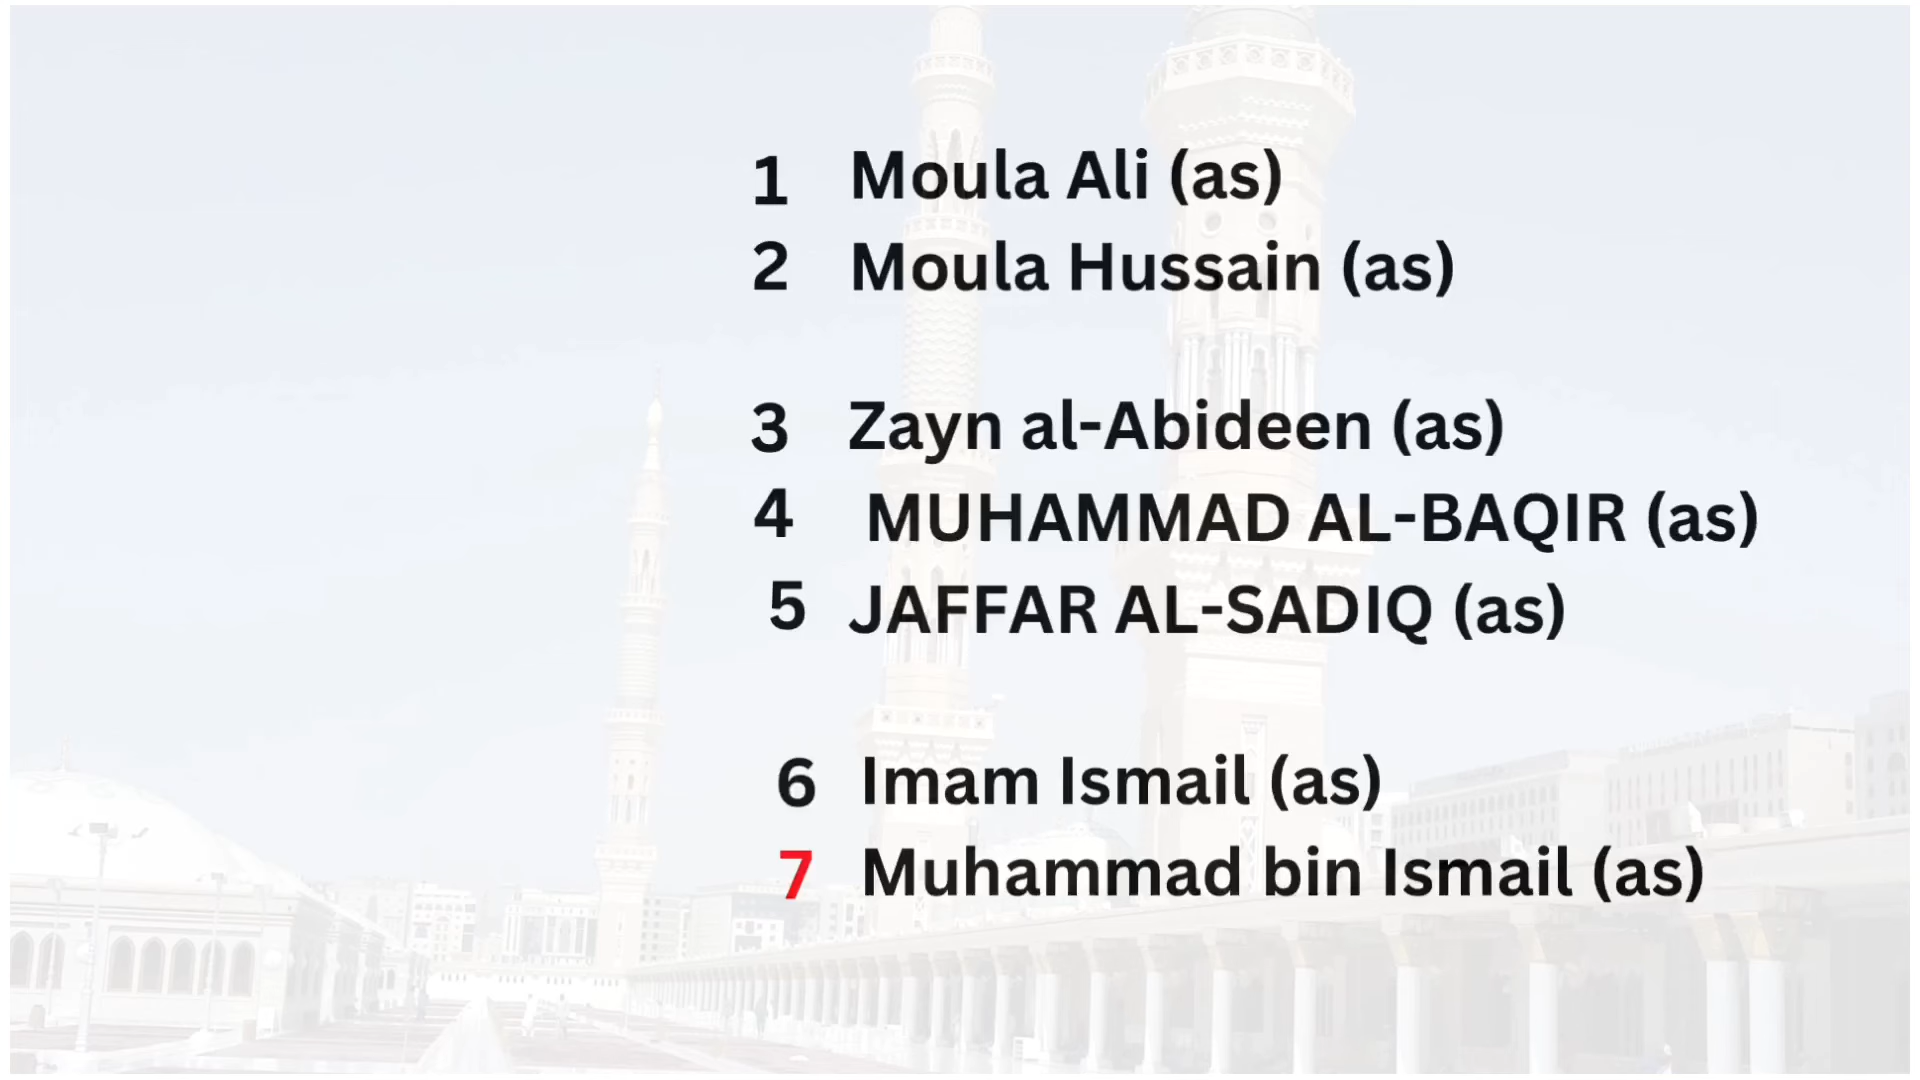 1 Moula Ali (as)
2 Moula Hussain (as)
3 Zayn al-Abideen (as)
4 MUHAMMAD AL-BAQIR (as)
5 JAFFAR AL-SADIQ (as)
6 Imam Ismail (as)
7 Muhammad bin Ismail (as)